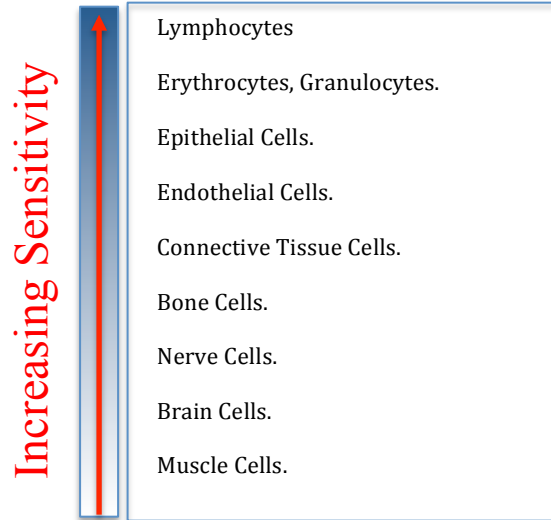 Increasing Sensitivity
Lymphocytes
Erythrocytes, Granulocytes.
Epithelial Cells.
Endothelial Cells.
Connective Tissue Cells.
Bone Cells.
Nerve Cells.
Brain Cells.
Muscle Cells.